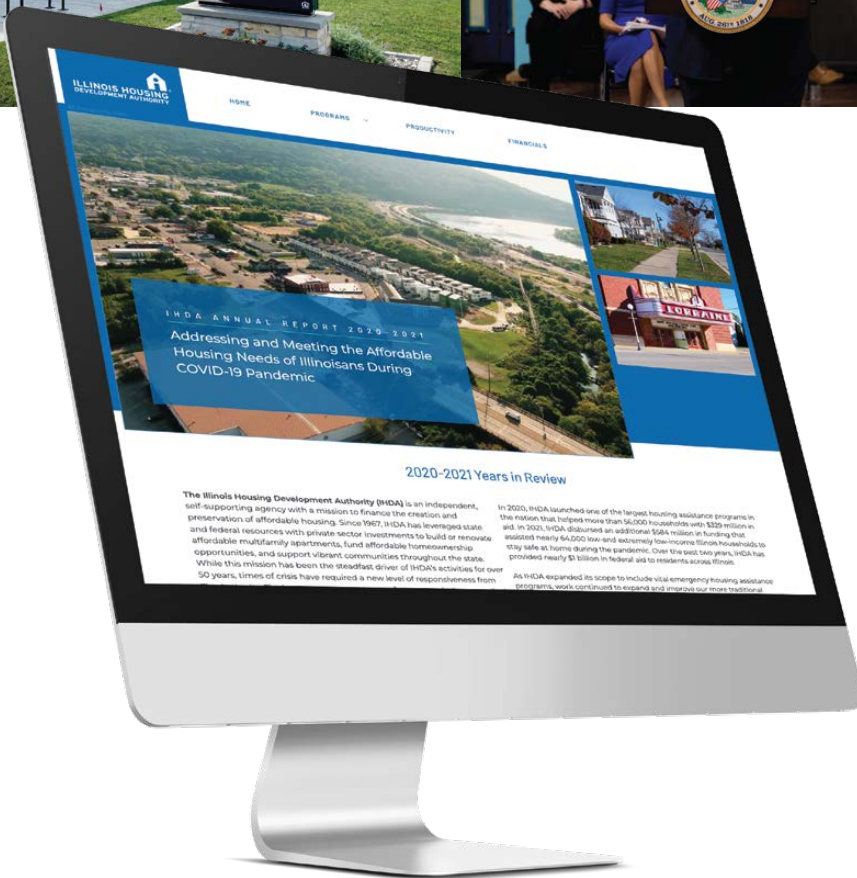 AUG. 26TH 1818
ILLINOIS HOUSING
DEVELOPMENT AUTHORITY
HOME
PROGRAMS
PRODUCTIVITY
FINANCIALS
LORRAINE
IHDA ANNUAL REPORT 2020-2021
Addressing and Meeting the Affordable
Housing Needs of Illinoisans During
COVID-19 Pandemic
2020-2021 Years in Review
The Illinois Housing Development Authority (IHDA) is an independent,
self-supporting agency with a mission to finance the creation and
preservation of affordable housing. Since 1967, IHDA has leveraged state
and federal resources with private sector investments to build or renovate
affordable multifamily apartments, fund affordable homeownership
opportunities, and support vibrant communities throughout the state.
While this mission has been the steadfast driver of IHDA's activities for over
50 years, times of crisis have required a new level of responsiveness from
In 2020, IHDA launched one of the largest housing assistance programs in
the nation that helped more than 56,000 households with $329 million in
aid. In 2021, IHDA disbursed an additional $584 million in funding that
assisted nearly 64,000 low-and extremely low-income Illinois households to
stay safe at home during the pandemic. Over the past two years, IHDA has
provided nearly $1 billion in federal aid to residents across Illinois.
As IHDA expanded its scope to include vital emergency housing assistance
programs, work continued to expand and improve our more traditional